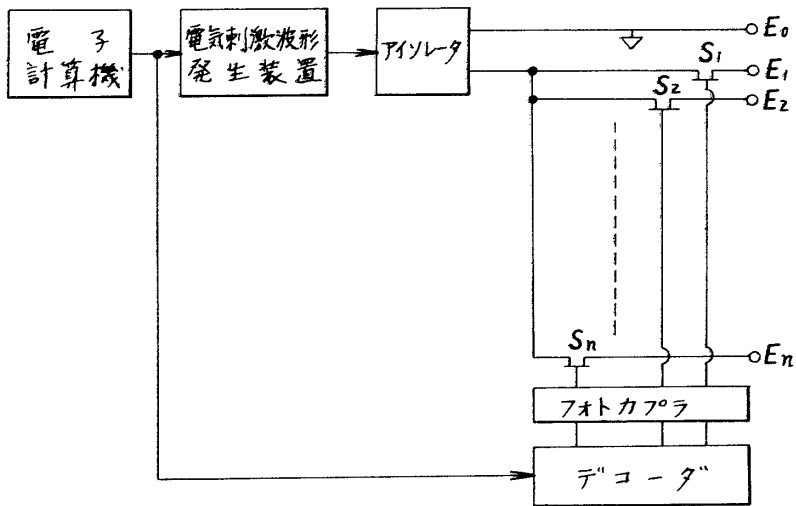 電子
計算機
電気刺激波形
発生装置
アイソレータ
E₀
S₁
E₁
S₂
E₂
Sₙ
Eₙ
フォトカプラ
デコーダ